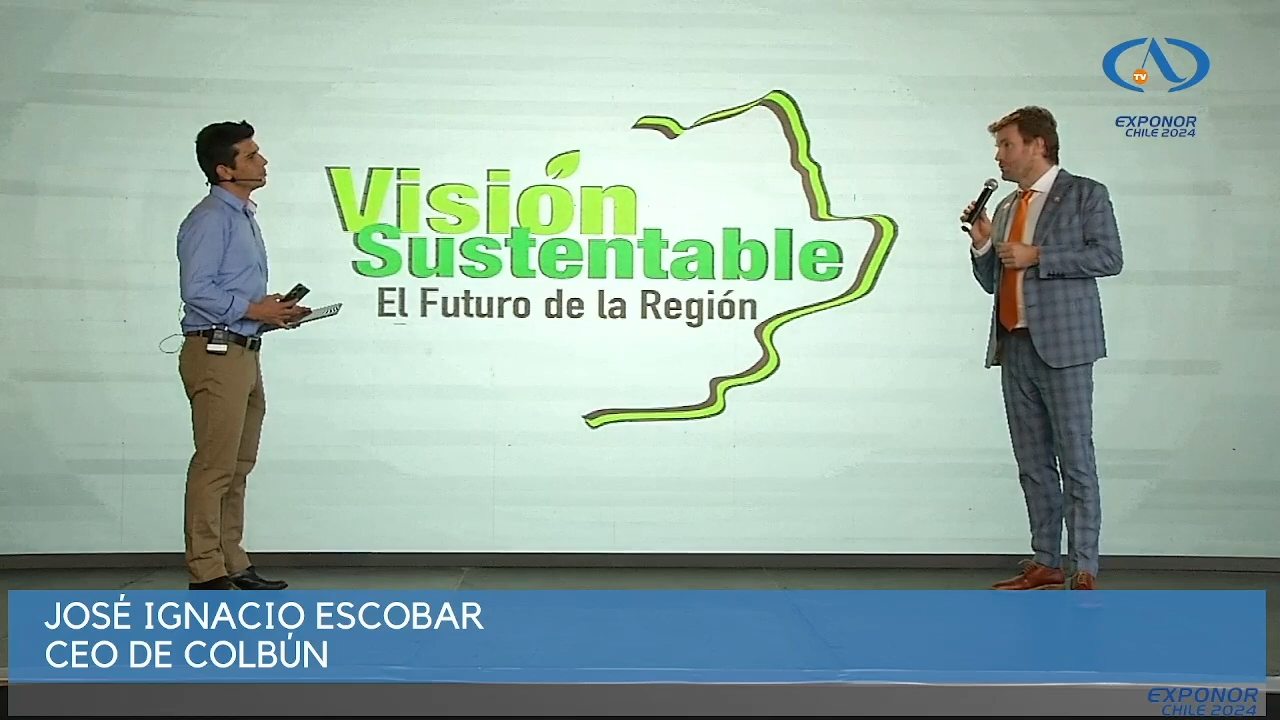 TV
EXPONOR
CHILE 2024
Visión
Sustentable
El Futuro de la Región
JOSÉ IGNACIO ESCOBAR
CEO DE COLBÚN
EXPONOR
CHILE 2024